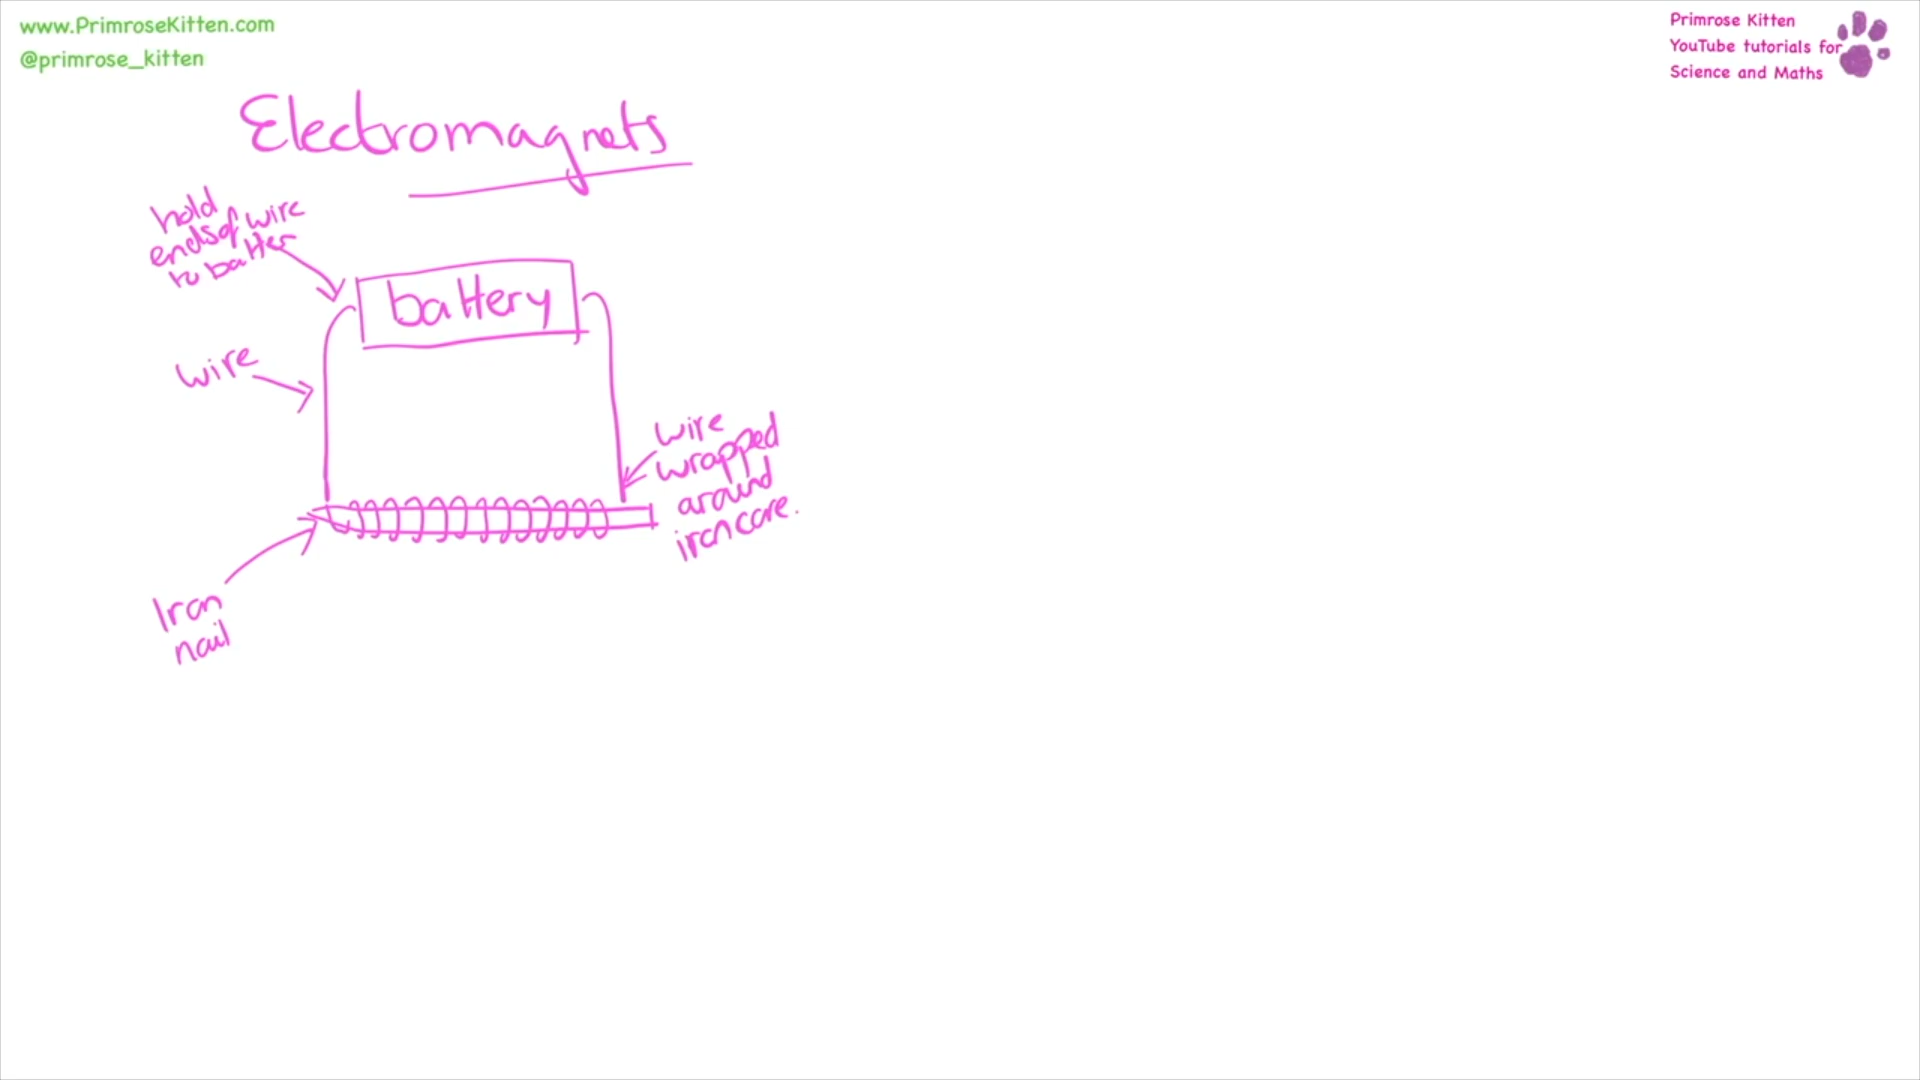 www.PrimroseKitten.com
@primrose_kitten
Primrose Kitten
YouTube tutorials for
Science and Maths
Electromagnets
hold
ends of wire
to batter
battery
wire
wire
wrapped
around
iron core.
Iron
nail